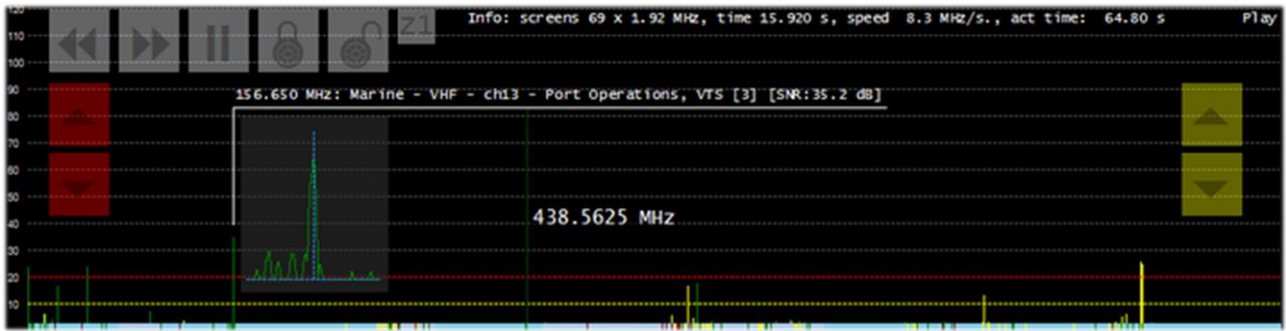 120
Info: screens 69 x 1.92 MHz, time 15.920 s, speed 8.3 MHz/s., act time: 64.80 s
Play
Z1
110
100
90
156.650 MHz: Marine - VHF - ch13 - Port Operations, VTS [3] [SNR:35.2 dB]
80
70
60
50
438.5625 MHz
40
30
20
10